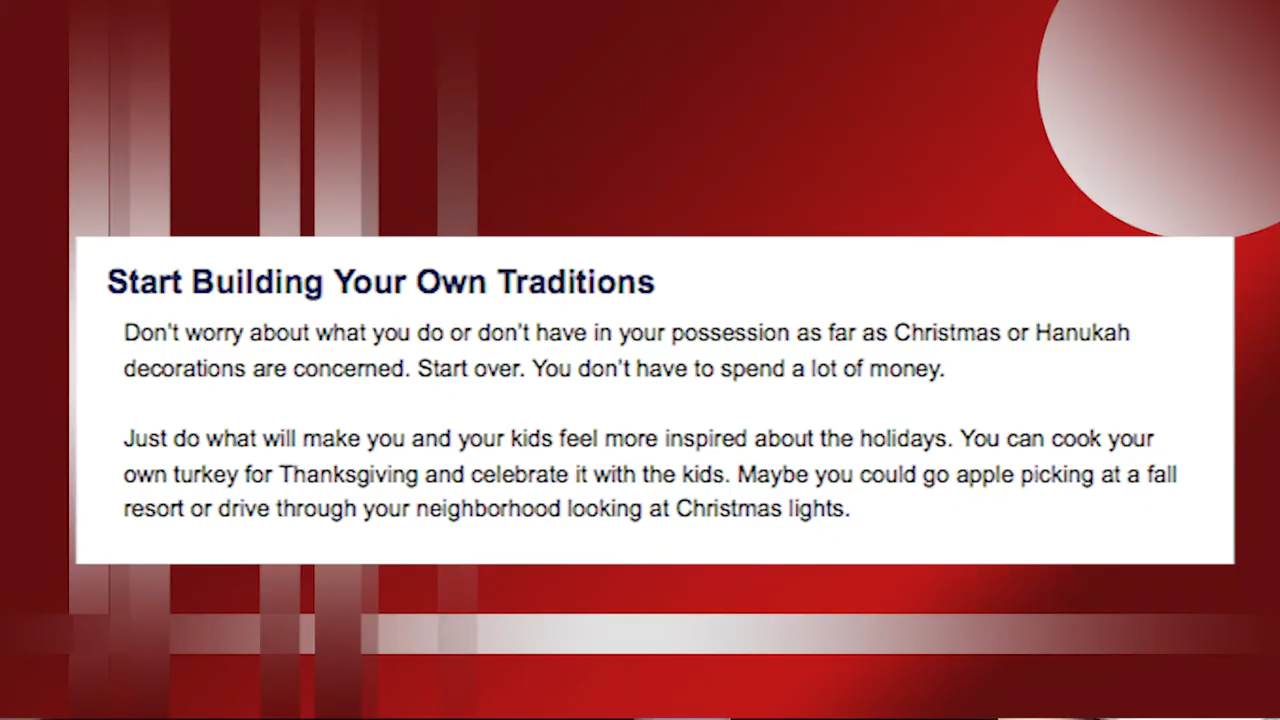 Start Building Your Own Traditions
Don't worry about what you do or don't have in your possession as far as Christmas or Hanukah
decorations are concerned. Start over. You don't have to spend a lot of money.
Just do what will make you and your kids feel more inspired about the holidays. You can cook your
own turkey for Thanksgiving and celebrate it with the kids. Maybe you could go apple picking at a fall
resort or drive through your neighborhood looking at Christmas lights.